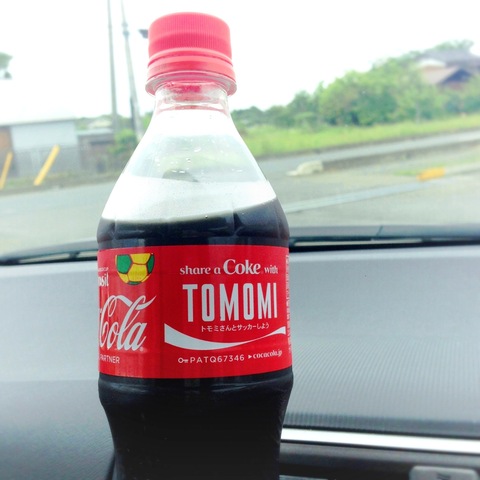 share a Coke with
TOMOMI
トモミさんとサッカーしよう
PATQ67346 ▶cocacola.jp
Cola
PARTNER